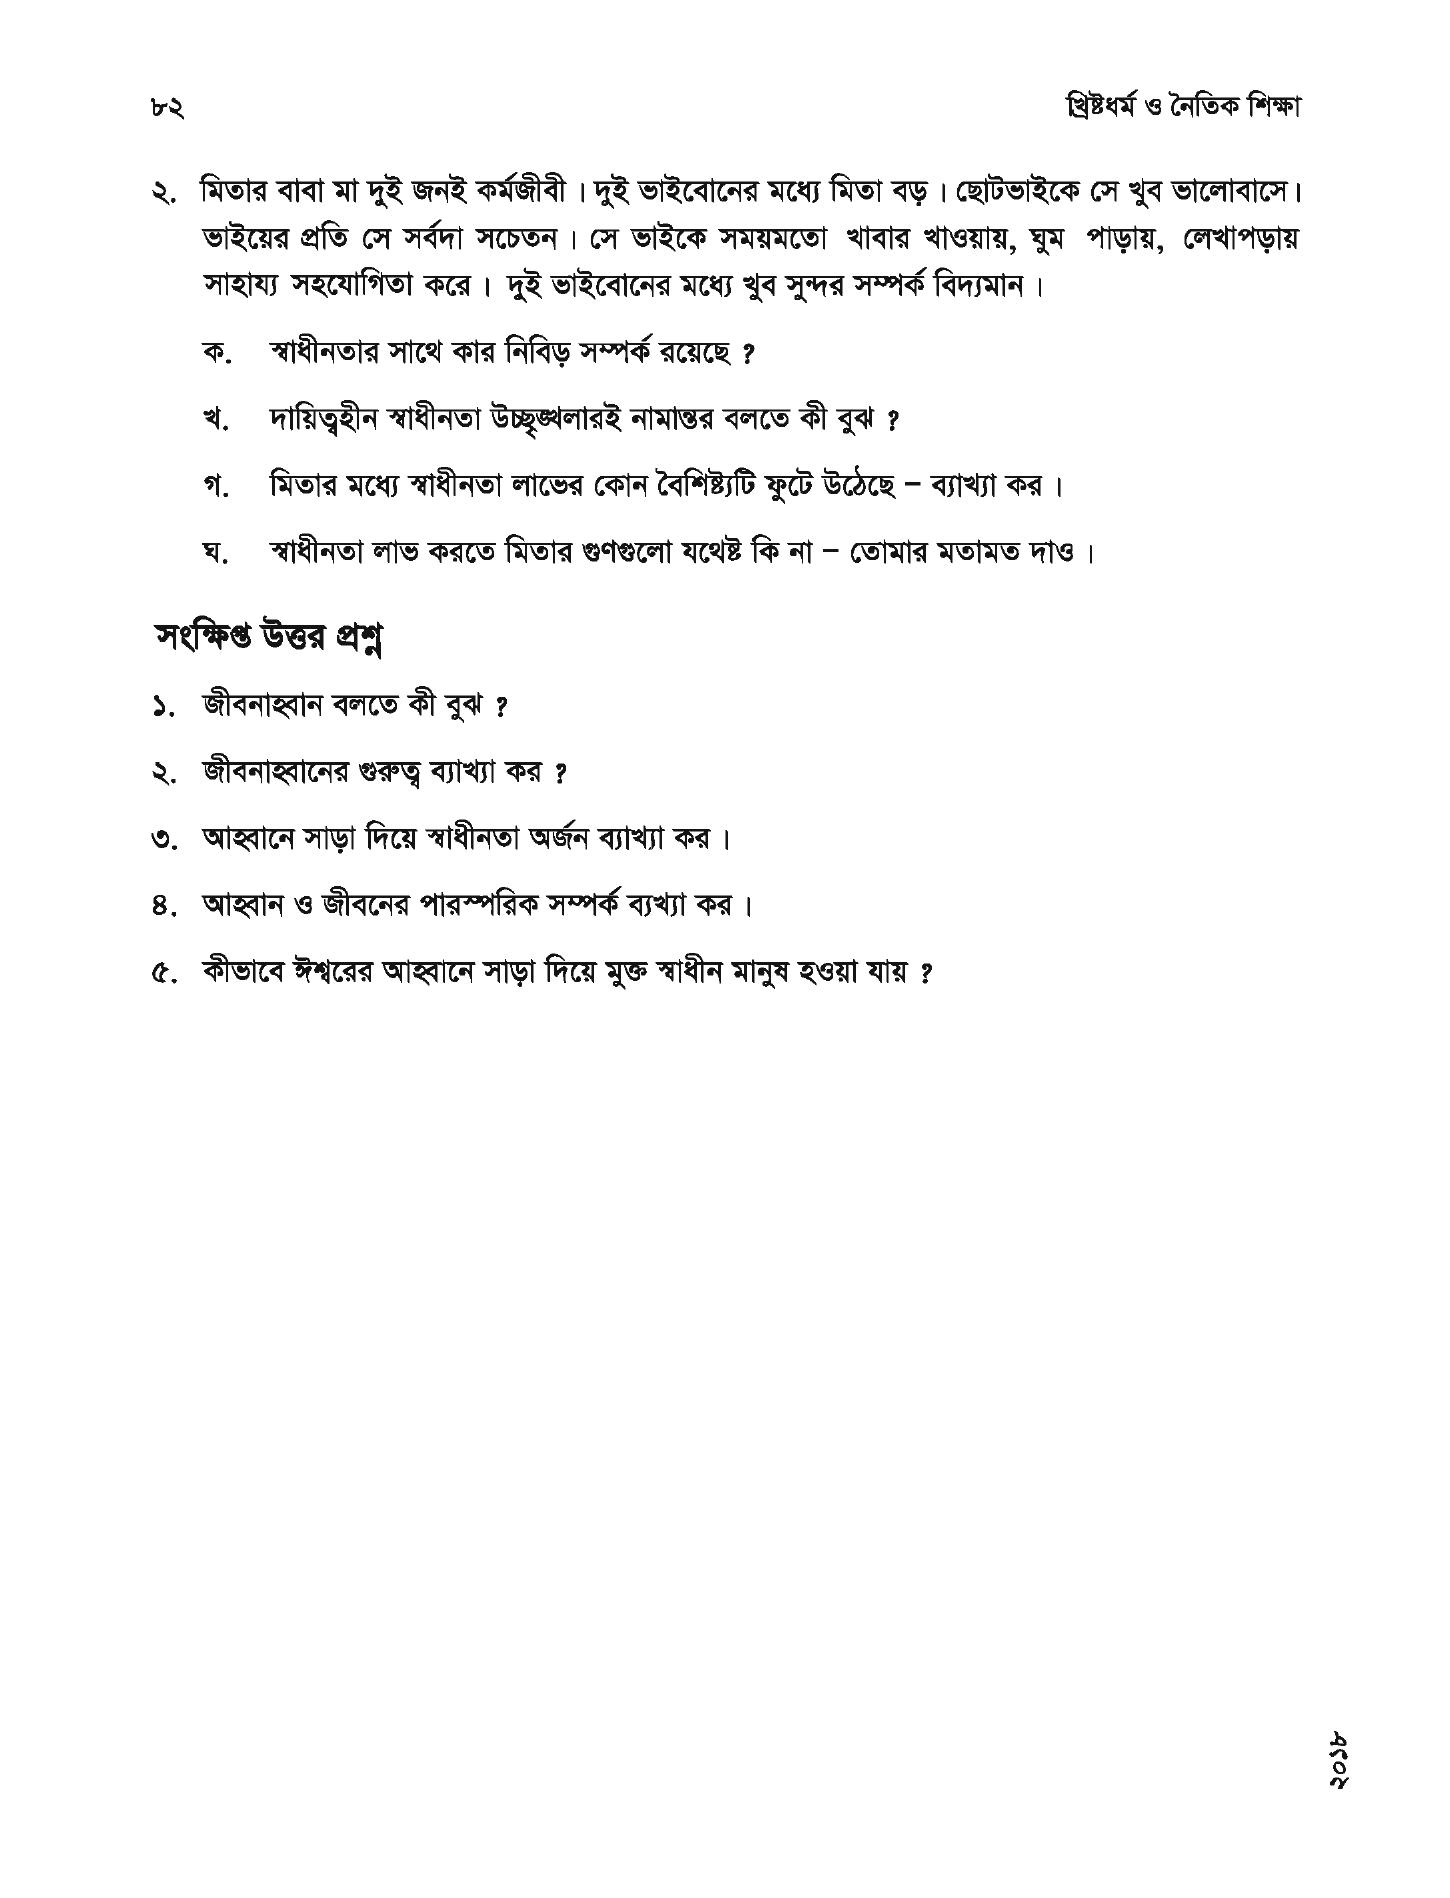 ৮২ খ্রিষ্টধর্ম ও নৈতিক শিক্ষা
২. মিতার বাবা মা দুই জনই কর্মজীবী। দুই ভাইবোনের মধ্যে মিতা বড়। ছোটভাইকে সে খুব ভালোবাসে।
ভাইয়ের প্রতি সে সর্বদা সচেতন। সে ভাইকে সময়মতো খাবার খাওয়ায়, ঘুম পাড়ায়, লেখাপড়ায়
সাহায্য সহযোগিতা করে। দুই ভাইবোনের মধ্যে খুব সুন্দর সম্পর্ক বিদ্যমান।
ক. স্বাধীনতার সাথে কার নিবিড় সম্পর্ক রয়েছে ?
খ. দায়িত্বহীন স্বাধীনতা উচ্ছৃঙ্খলারই নামান্তর বলতে কী বুঝ ?
গ. মিতার মধ্যে স্বাধীনতা লাভের কোন বৈশিষ্ট্যটি ফুটে উঠেছে – ব্যাখ্যা কর।
ঘ. স্বাধীনতা লাভ করতে মিতার গুণগুলো যথেষ্ট কি না – তোমার মতামত দাও।
সংক্ষিপ্ত উত্তর প্রশ্ন
১. জীবনাহ্বান বলতে কী বুঝ ?
২. জীবনাহ্বানের গুরুত্ব ব্যাখ্যা কর ?
৩. আহ্বানে সাড়া দিয়ে স্বাধীনতা অর্জন ব্যাখ্যা কর।
৪. আহ্বান ও জীবনের পারস্পরিক সম্পর্ক ব্যখ্যা কর।
৫. কীভাবে ঈশ্বরের আহ্বানে সাড়া দিয়ে মুক্ত স্বাধীন মানুষ হওয়া যায় ?
২০১৮